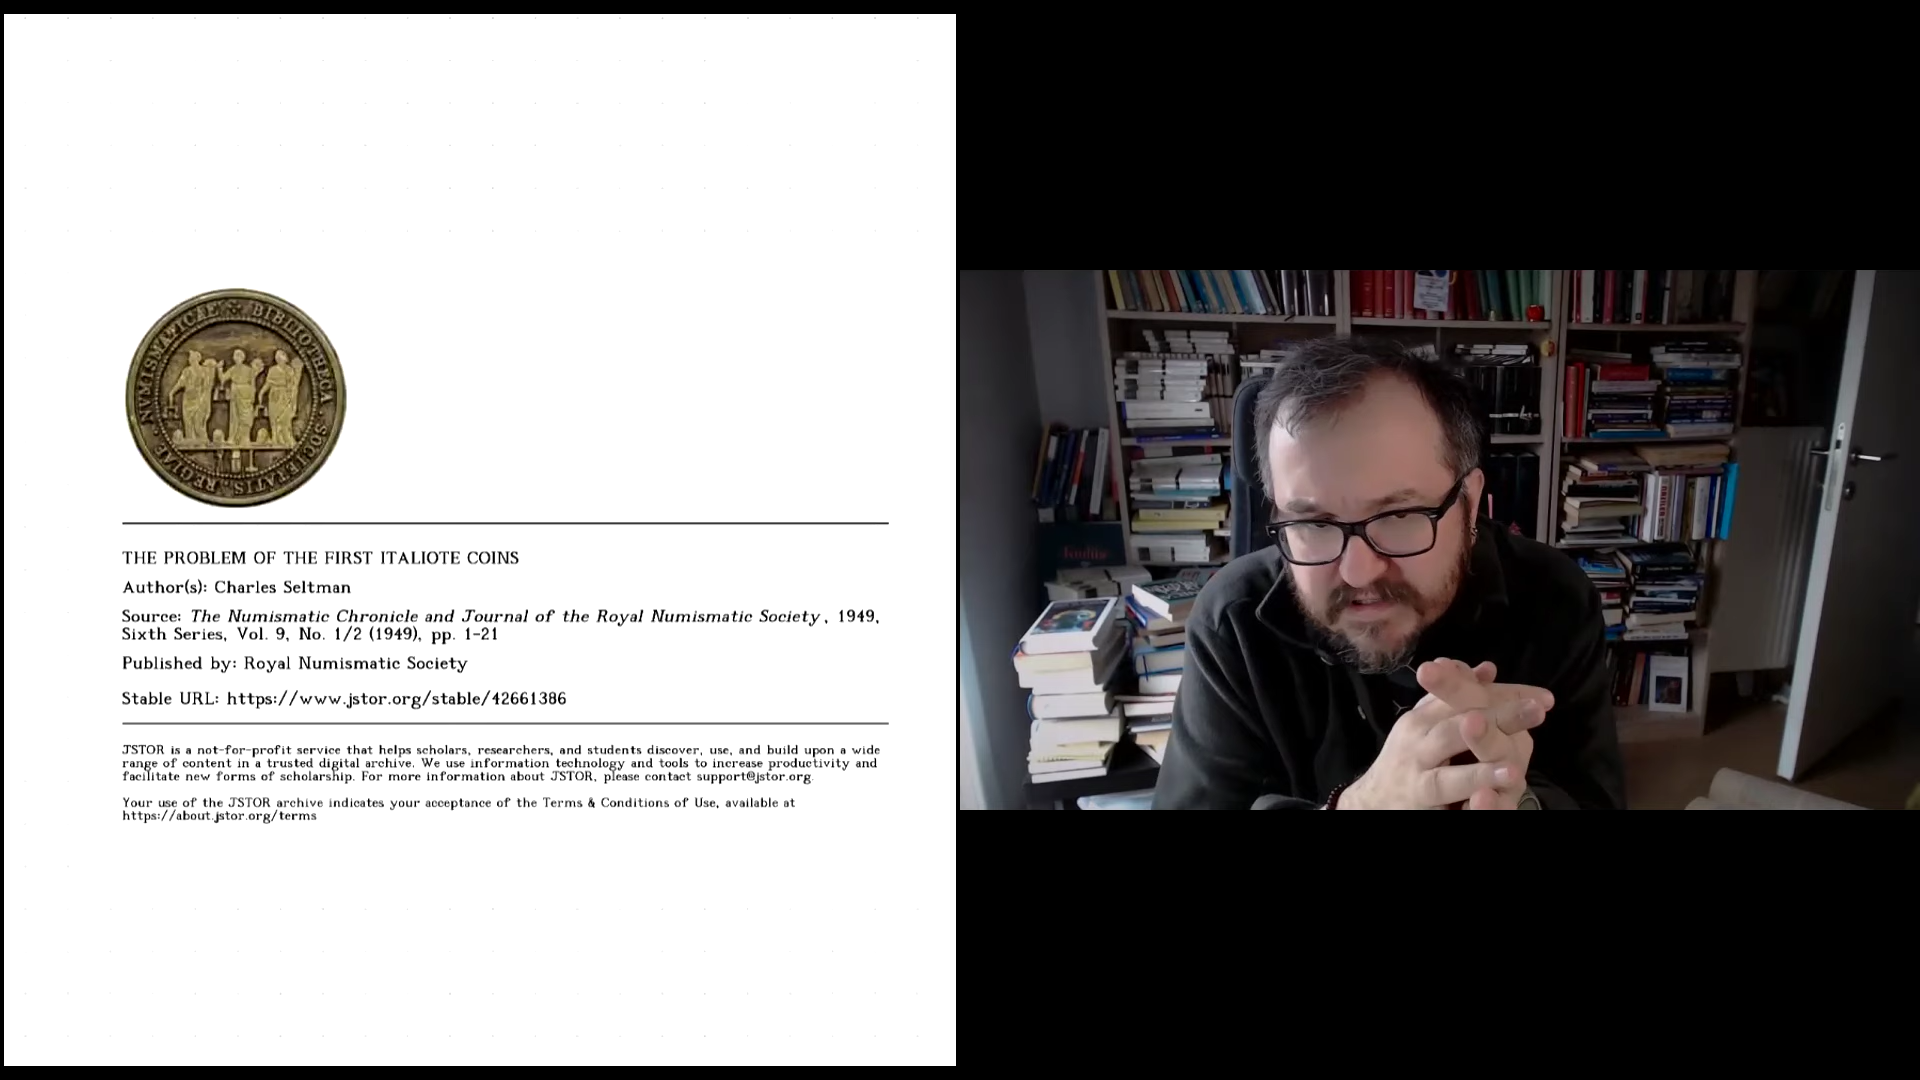 NVMISMATICAE BIBLIOTHECA SOCIETATIS REGIAE
THE PROBLEM OF THE FIRST ITALIOTE COINS
Author(s): Charles Seltman
Source: The Numismatic Chronicle and Journal of the Royal Numismatic Society , 1949,
Sixth Series, Vol. 9, No. 1/2 (1949), pp. 1-21
Published by: Royal Numismatic Society
Stable URL: https://www.jstor.org/stable/42661386
JSTOR is a not-for-profit service that helps scholars, researchers, and students discover, use, and build upon a wide
range of content in a trusted digital archive. We use information technology and tools to increase productivity and
facilitate new forms of scholarship. For more information about JSTOR, please contact support@jstor.org.
Your use of the JSTOR archive indicates your acceptance of the Terms & Conditions of Use, available at
https://about.jstor.org/terms